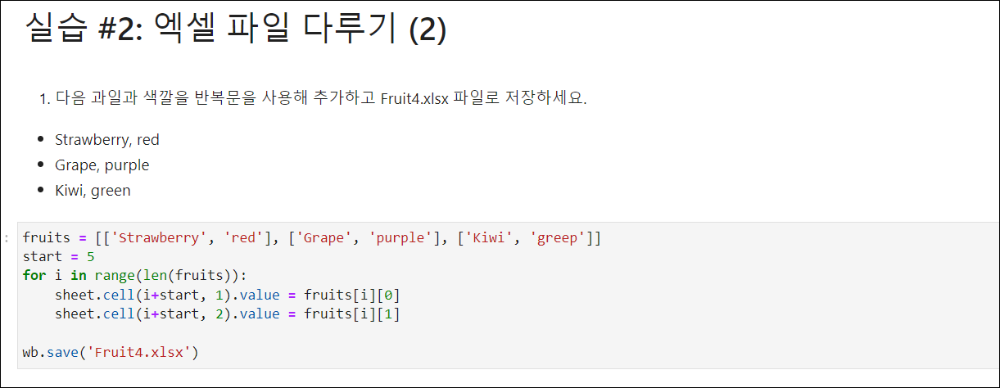 실습 #2: 엑셀 파일 다루기 (2)
1. 다음 과일과 색깔을 반복문을 사용해 추가하고 Fruit4.xlsx 파일로 저장하세요.
• Strawberry, red
• Grape, purple
• Kiwi, green
:
fruits = [['Strawberry', 'red'], ['Grape', 'purple'], ['Kiwi', 'greep']]
start = 5
for i in range(len(fruits)):
    sheet.cell(i+start, 1).value = fruits[i][0]
    sheet.cell(i+start, 2).value = fruits[i][1]
wb.save('Fruit4.xlsx')